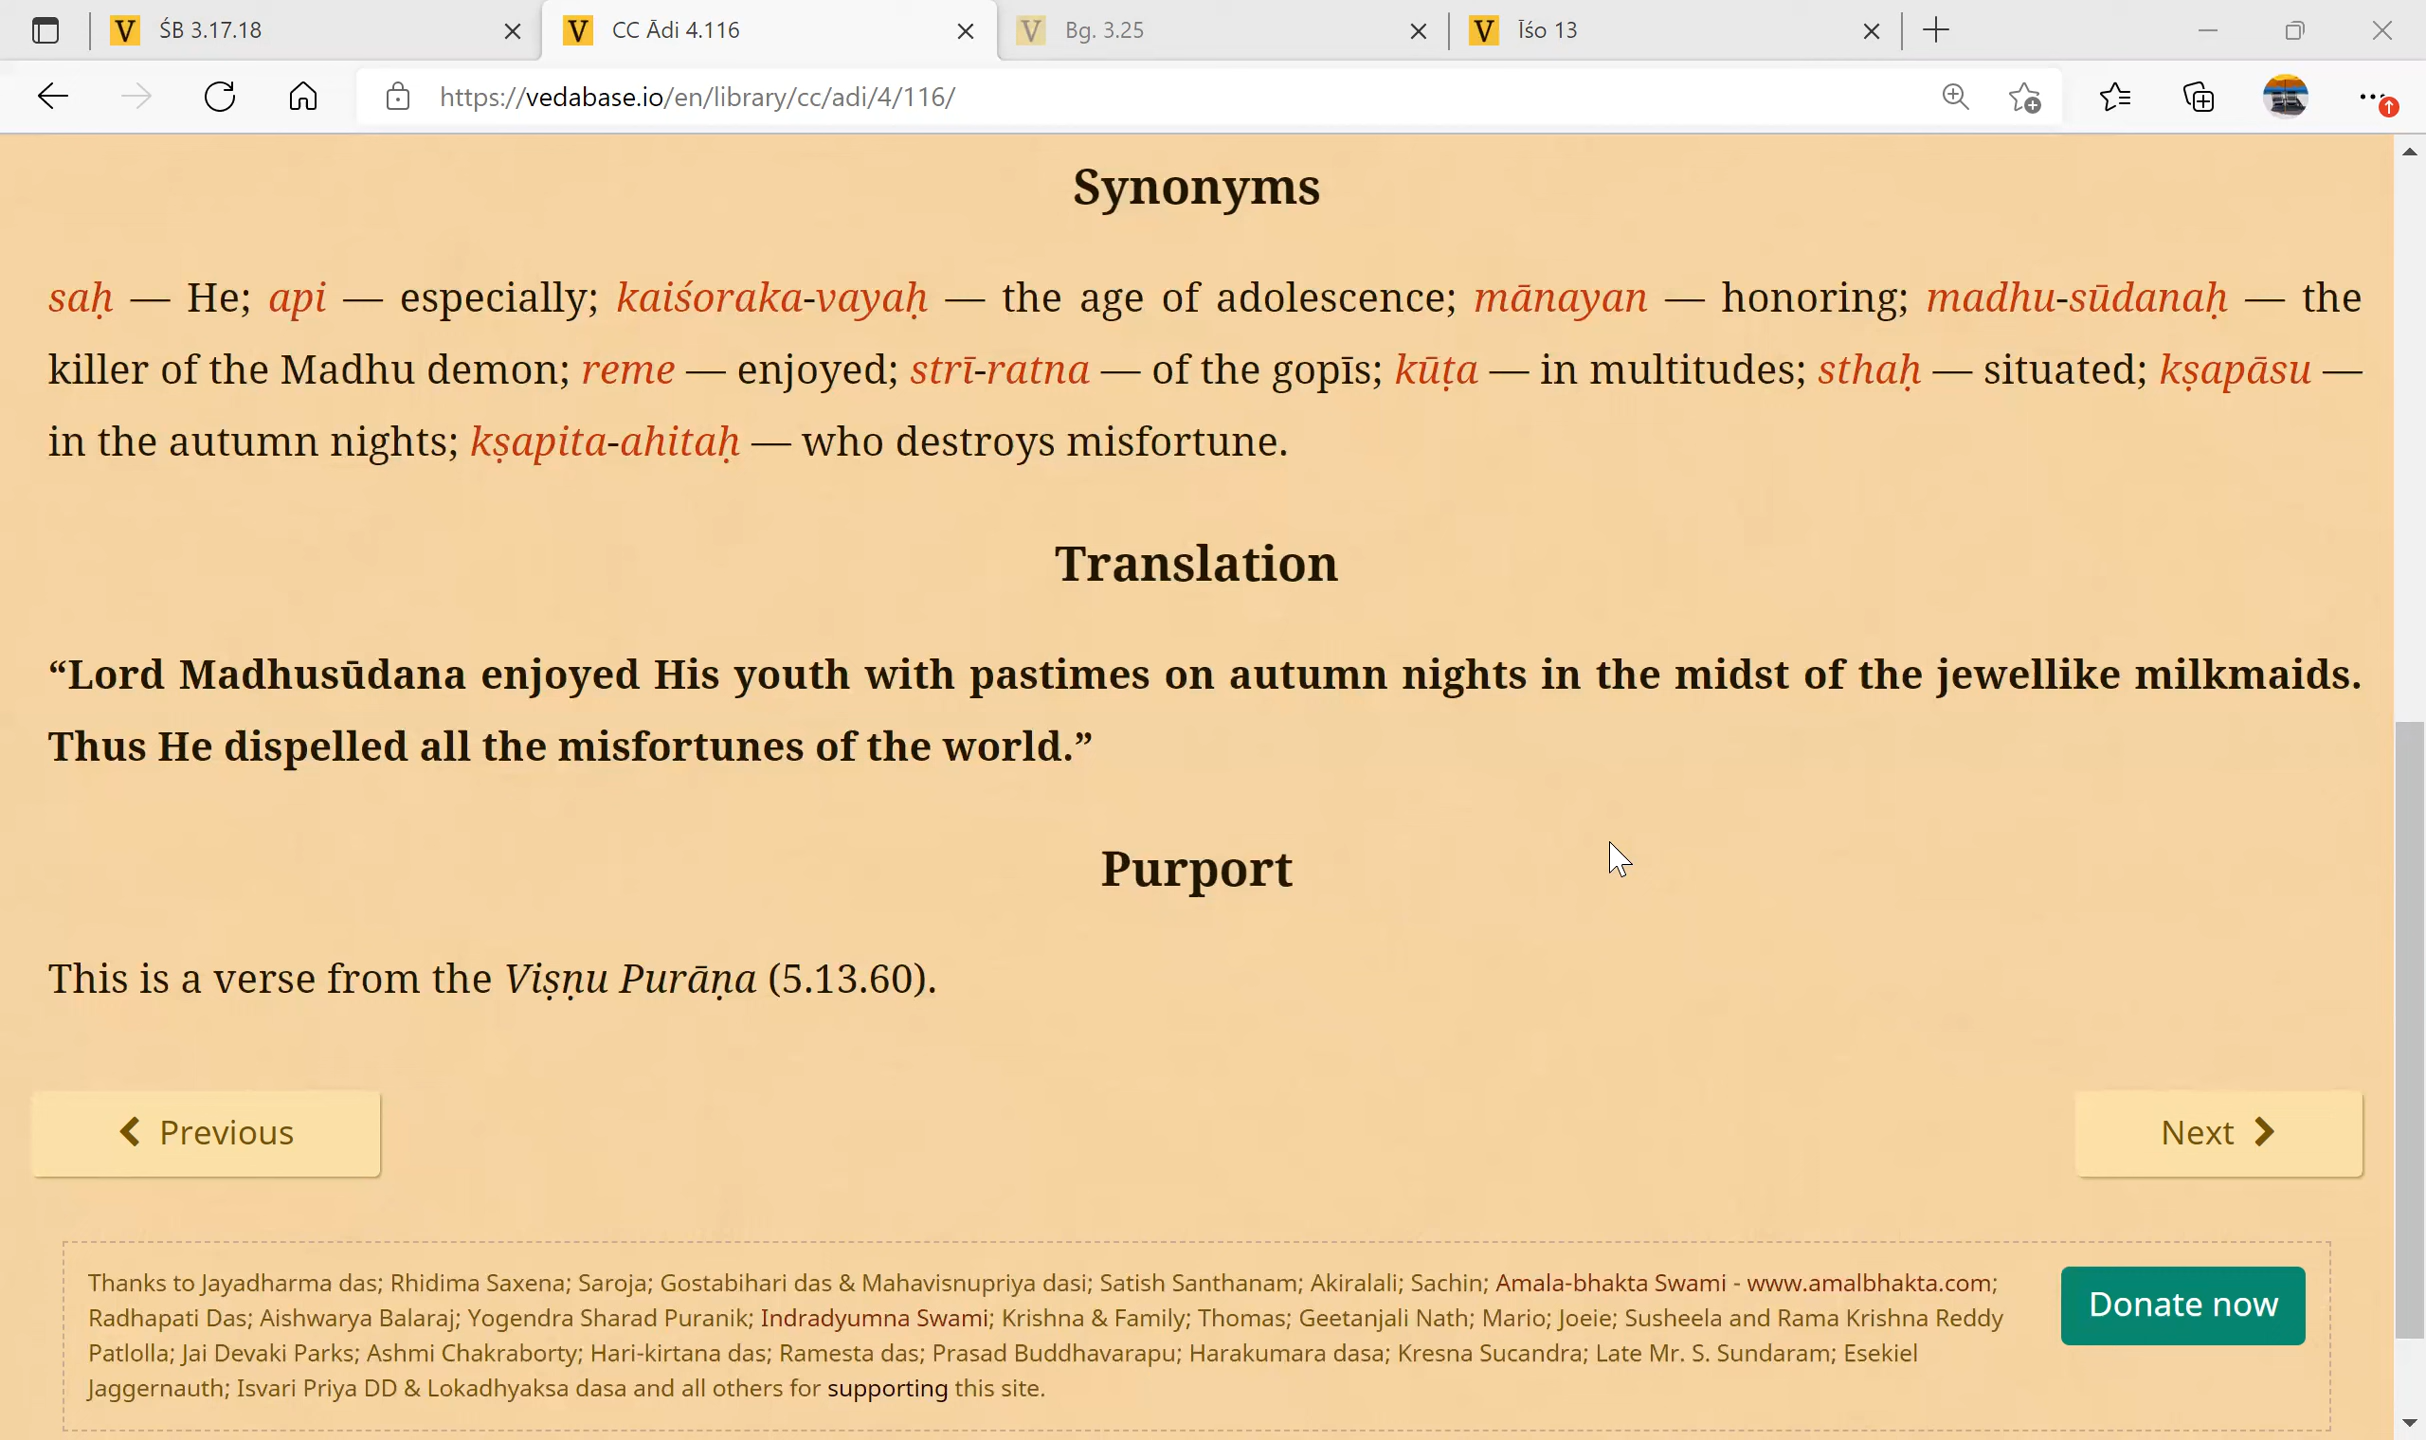 V ŚB 3.17.18 V CC Ādi 4.116 V Bg. 3.25 V Īśo 13
https://vedabase.io/en/library/cc/adi/4/116/
Synonyms
saḥ — He; api — especially; kaiśoraka-vayaḥ — the age of adolescence; mānayan — honoring; madhu-sūdanaḥ — the
killer of the Madhu demon; reme — enjoyed; strī-ratna — of the gopīs; kūṭa — in multitudes; sthaḥ — situated; kṣapāsu —
in the autumn nights; kṣapita-ahitaḥ — who destroys misfortune.
Translation
“Lord Madhusūdana enjoyed His youth with pastimes on autumn nights in the midst of the jewellike milkmaids.
Thus He dispelled all the misfortunes of the world.”
Purport
This is a verse from the Viṣṇu Purāṇa (5.13.60).
Previous Next
Thanks to Jayadharma das; Rhidima Saxena; Saroja; Gostabihari das & Mahavisnupriya dasi; Satish Santhanam; Akiralali; Sachin; Amala-bhakta Swami - www.amalbhakta.com;
Radhapati Das; Aishwarya Balaraj; Yogendra Sharad Puranik; Indradyumna Swami; Krishna & Family; Thomas; Geetanjali Nath; Mario; Joeie; Susheela and Rama Krishna Reddy
Patlolla; Jai Devaki Parks; Ashmi Chakraborty; Hari-kirtana das; Ramesta das; Prasad Buddhavarapu; Harakumara dasa; Kresna Sucandra; Late Mr. S. Sundaram; Esekiel
Jaggernauth; Isvari Priya DD & Lokadhyaksa dasa and all others for supporting this site.
Donate now